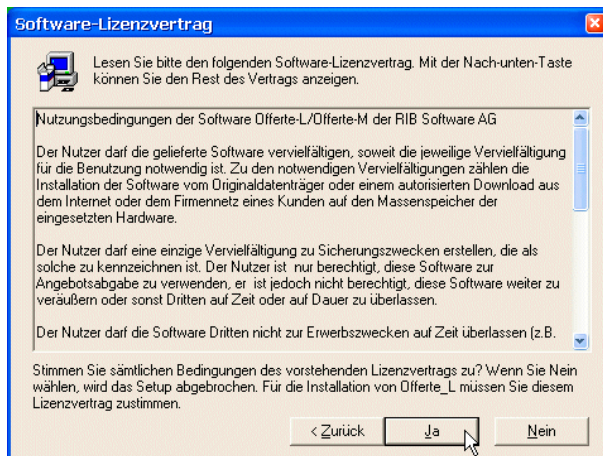 Software-Lizenzvertrag
Lesen Sie bitte den folgenden Software-Lizenzvertrag. Mit der Nach-unten-Taste
können Sie den Rest des Vertrags anzeigen.
Nutzungsbedingungen der Software Offerte-L/Offerte-M der RIB Software AG
Der Nutzer darf die gelieferte Software vervielfältigen, soweit die jeweilige Vervielfältigung
für die Benutzung notwendig ist. Zu den notwendigen Vervielfältigungen zählen die
Installation der Software vom Originaldatenträger oder einem autorisierten Download aus
dem Internet oder dem Firmennetz eines Kunden auf den Massenspeicher der
eingesetzten Hardware.
Der Nutzer darf eine einzige Vervielfältigung zu Sicherungszwecken erstellen, die als
solche zu kennzeichnen ist. Der Nutzer ist nur berechtigt, diese Software zur
Angebotsabgabe zu verwenden, er ist jedoch nicht berechtigt, diese Software weiter zu
veräußern oder sonst Dritten auf Zeit oder auf Dauer zu überlassen.
Der Nutzer darf die Software Dritten nicht zur Erwerbszwecken auf Zeit überlassen (z.B.
Stimmen Sie sämtlichen Bedingungen des vorstehenden Lizenzvertrags zu? Wenn Sie Nein
wählen, wird das Setup abgebrochen. Für die Installation von Offerte_L müssen Sie diesem
Lizenzvertrag zustimmen.
< Zurück Ja Nein